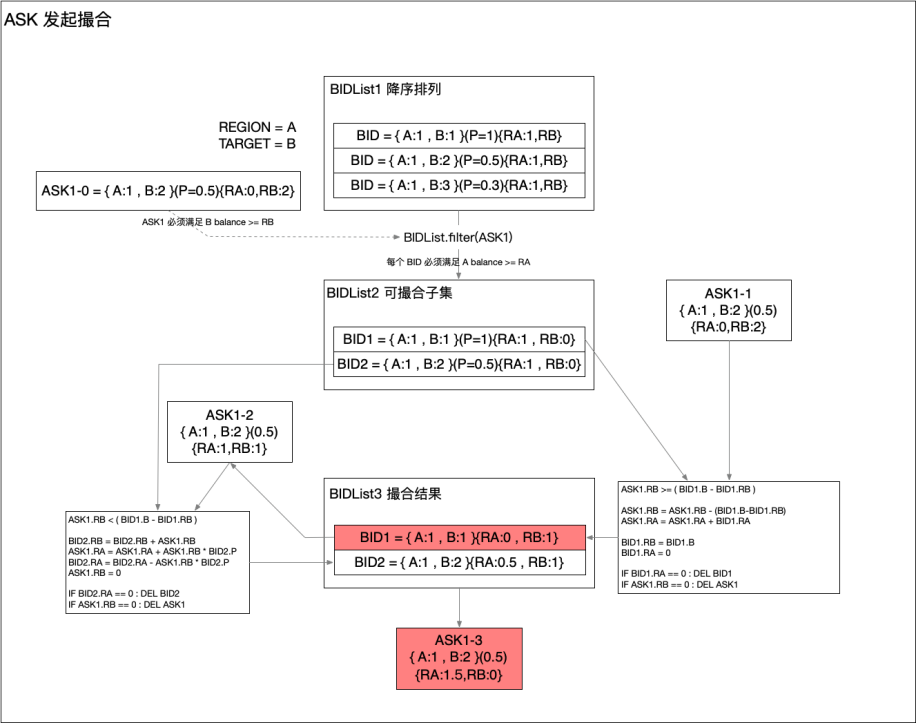 ASK 发起撮合
BIDList1 降序排列
REGION = A
TARGET = B
BID = { A:1 , B:1 }(P=1){RA:1,RB}
BID = { A:1 , B:2 }(P=0.5){RA:1,RB}
BID = { A:1 , B:3 }(P=0.3){RA:1,RB}
ASK1-0 = { A:1 , B:2 }(P=0.5){RA:0,RB:2}
ASK1 必须满足 B balance >= RB
BIDList.filter(ASK1)
每个 BID 必须满足 A balance >= RA
BIDList2 可撮合子集
BID1 = { A:1 , B:1 }(P=1){RA:1 , RB:0}
BID2 = { A:1 , B:2 }(P=0.5){RA:1 , RB:0}
ASK1-1
{ A:1 , B:2 }(0.5)
{RA:0,RB:2}
ASK1-2
{ A:1 , B:2 }(0.5)
{RA:1,RB:1}
ASK1.RB < ( BID1.B - BID1.RB )
BID2.RB = BID2.RB + ASK1.RB
ASK1.RA = ASK1.RA + ASK1.RB * BID2.P
BID2.RA = BID2.RA - ASK1.RB * BID2.P
ASK1.RB = 0
IF BID2.RA == 0 : DEL BID2
IF ASK1.RB == 0 : DEL ASK1
BIDList3 撮合结果
BID1 = { A:1 , B:1 }{RA:0 , RB:1}
BID2 = { A:1 , B:2 }{RA:0.5 , RB:1}
ASK1.RB >= ( BID1.B - BID1.RB )
ASK1.RB = ASK1.RB - (BID1.B-BID1.RB)
ASK1.RA = ASK1.RA + BID1.RA
BID1.RB = BID1.B
BID1.RA = 0
IF BID1.RA == 0 : DEL BID1
IF ASK1.RB == 0 : DEL ASK1
ASK1-3
{ A:1 , B:2 }(0.5)
{RA:1.5,RB:0}